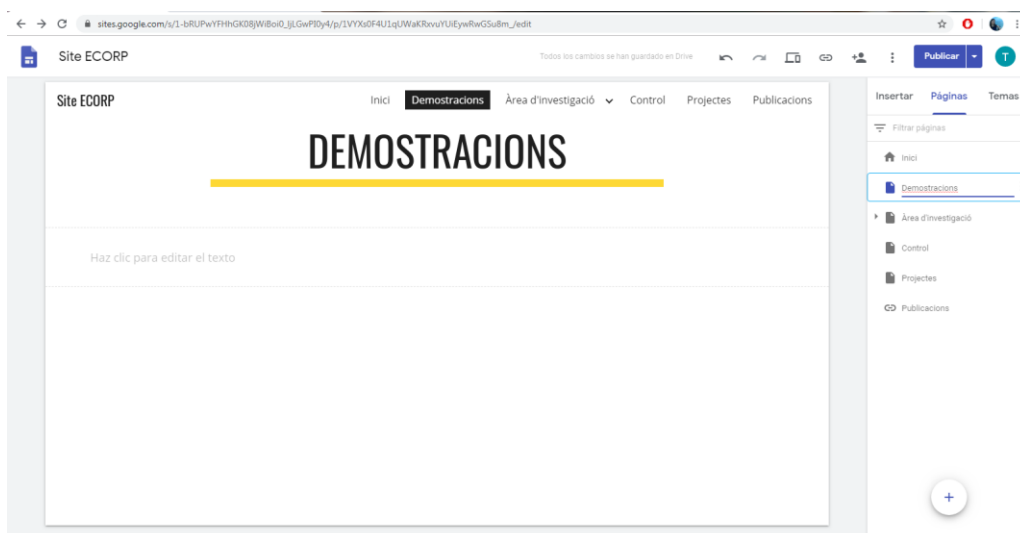 sites.google.com/s/1-bRUPwYFHhGK08jWiBoi0_ljLGwPI0y4/p/1VYXs0F4U1qUWaKRxvuYUiEywRwGSu8m_/edit
Site ECORP
Todos los cambios se han guardado en Drive
Publicar
T
Site ECORP
Inici Demostracions Àrea d'investigació Control Projectes Publicacions
DEMOSTRACIONS
Haz clic para editar el texto
Insertar Páginas Temas
Filtrar páginas
Inici
Demostracions
Àrea d'investigació
Control
Projectes
Publicacions